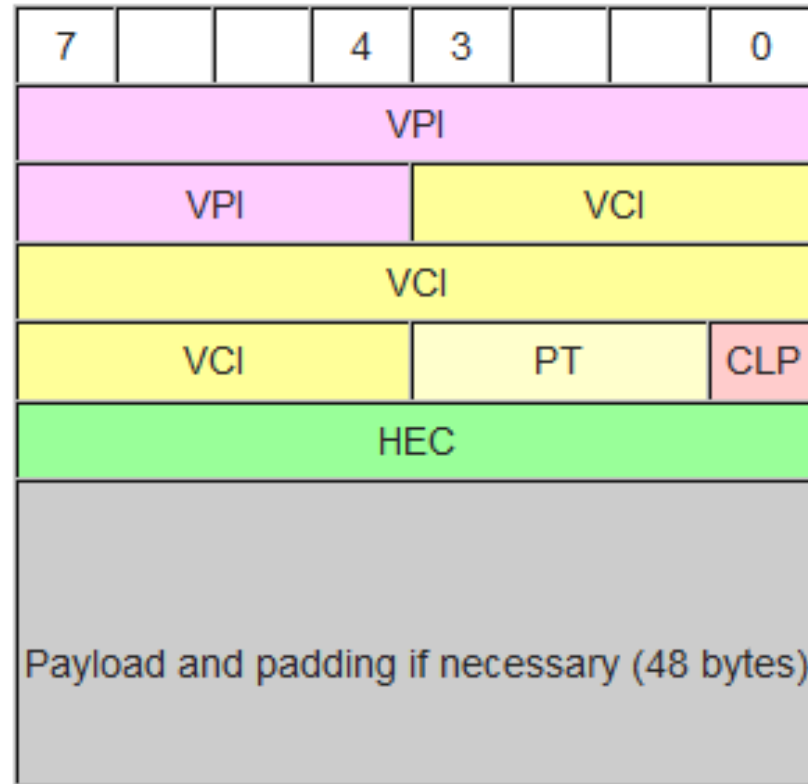 7 4 3 0
VPI
VPI VCI
VCI
VCI PT CLP
HEC
Payload and padding if necessary (48 bytes)